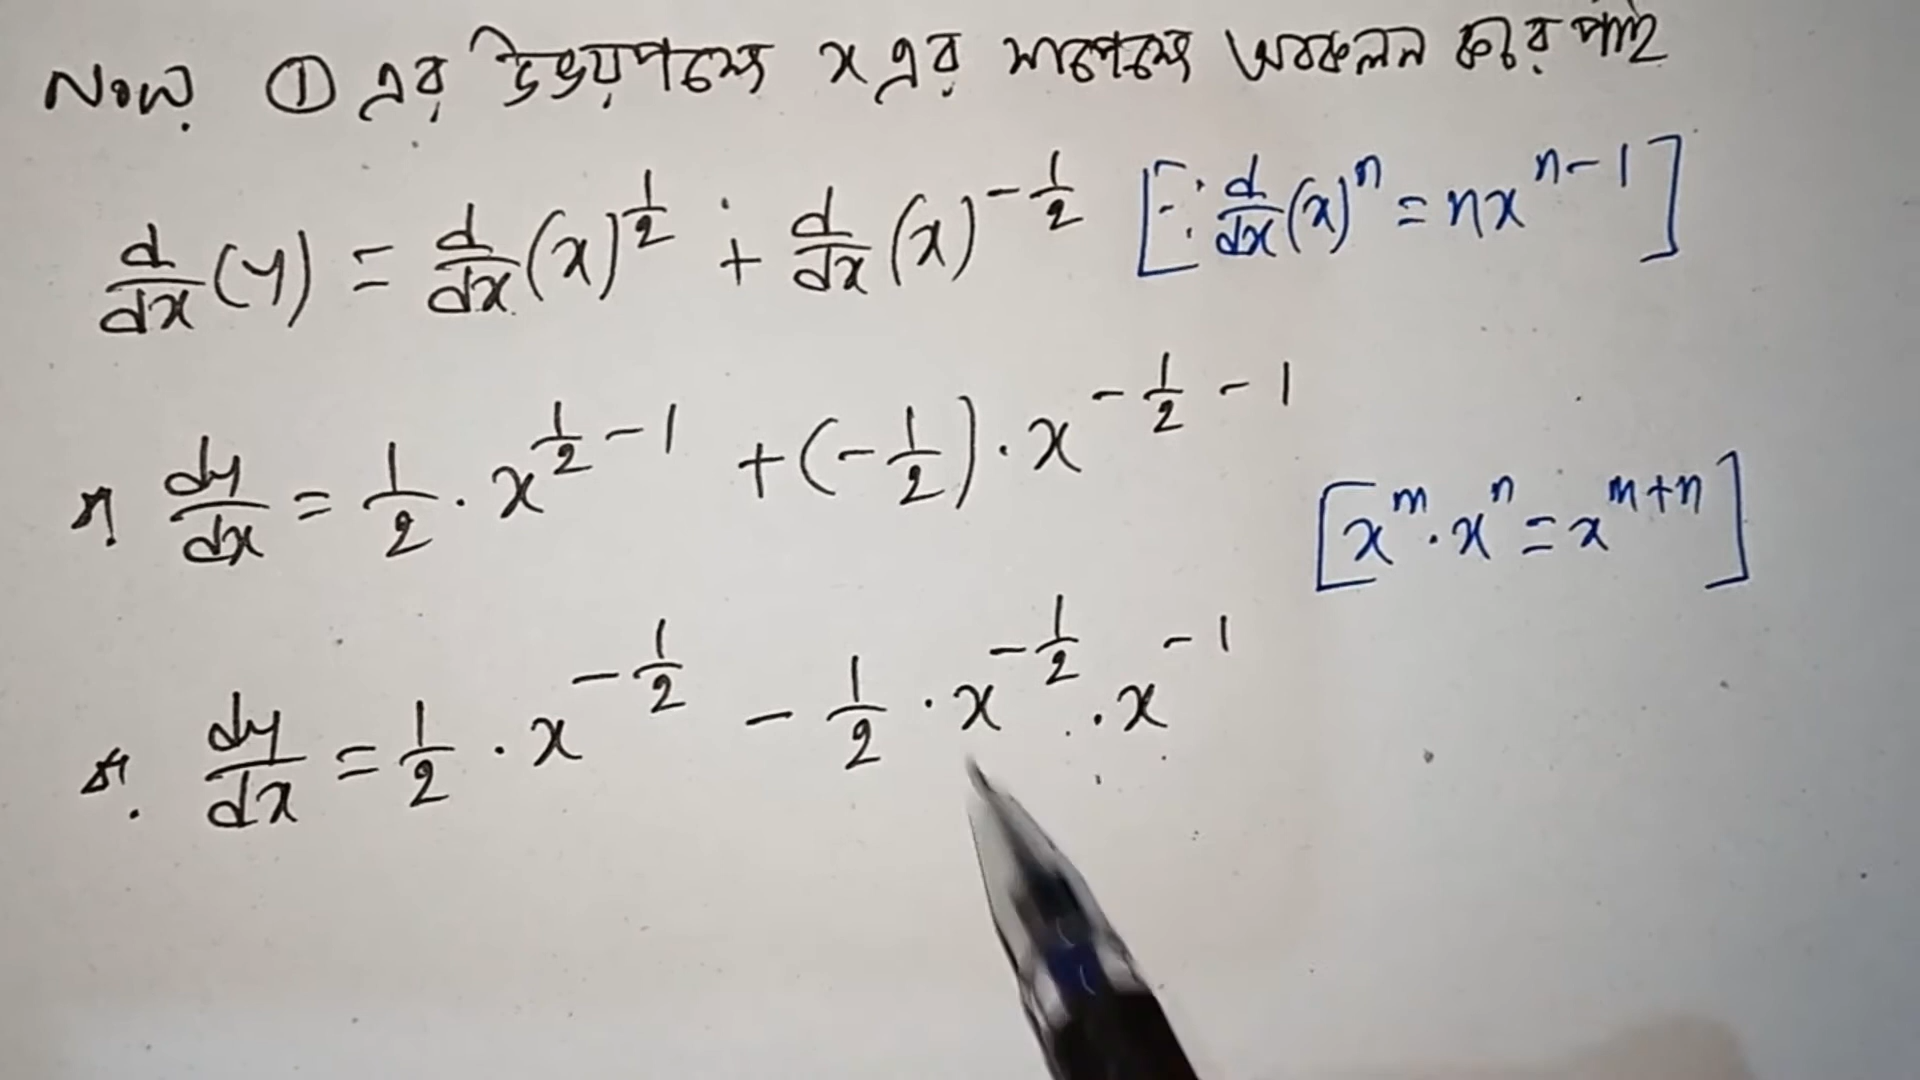 Now, ① এর উভয়পক্ষে x এর সাপেক্ষে অবকলন করে পাই
d/dx (y) = d/dx (x)^{1/2} + d/dx (x)^{-1/2} [∵ d/dx (x)^n = nx^{n-1}]
বা, dy/dx = 1/2 · x^{1/2 - 1} + (-1/2) · x^{-1/2 - 1}
[x^m · x^n = x^{m+n}]
বা, dy/dx = 1/2 · x^{-1/2} - 1/2 · x^{-1/2} · x^{-1}